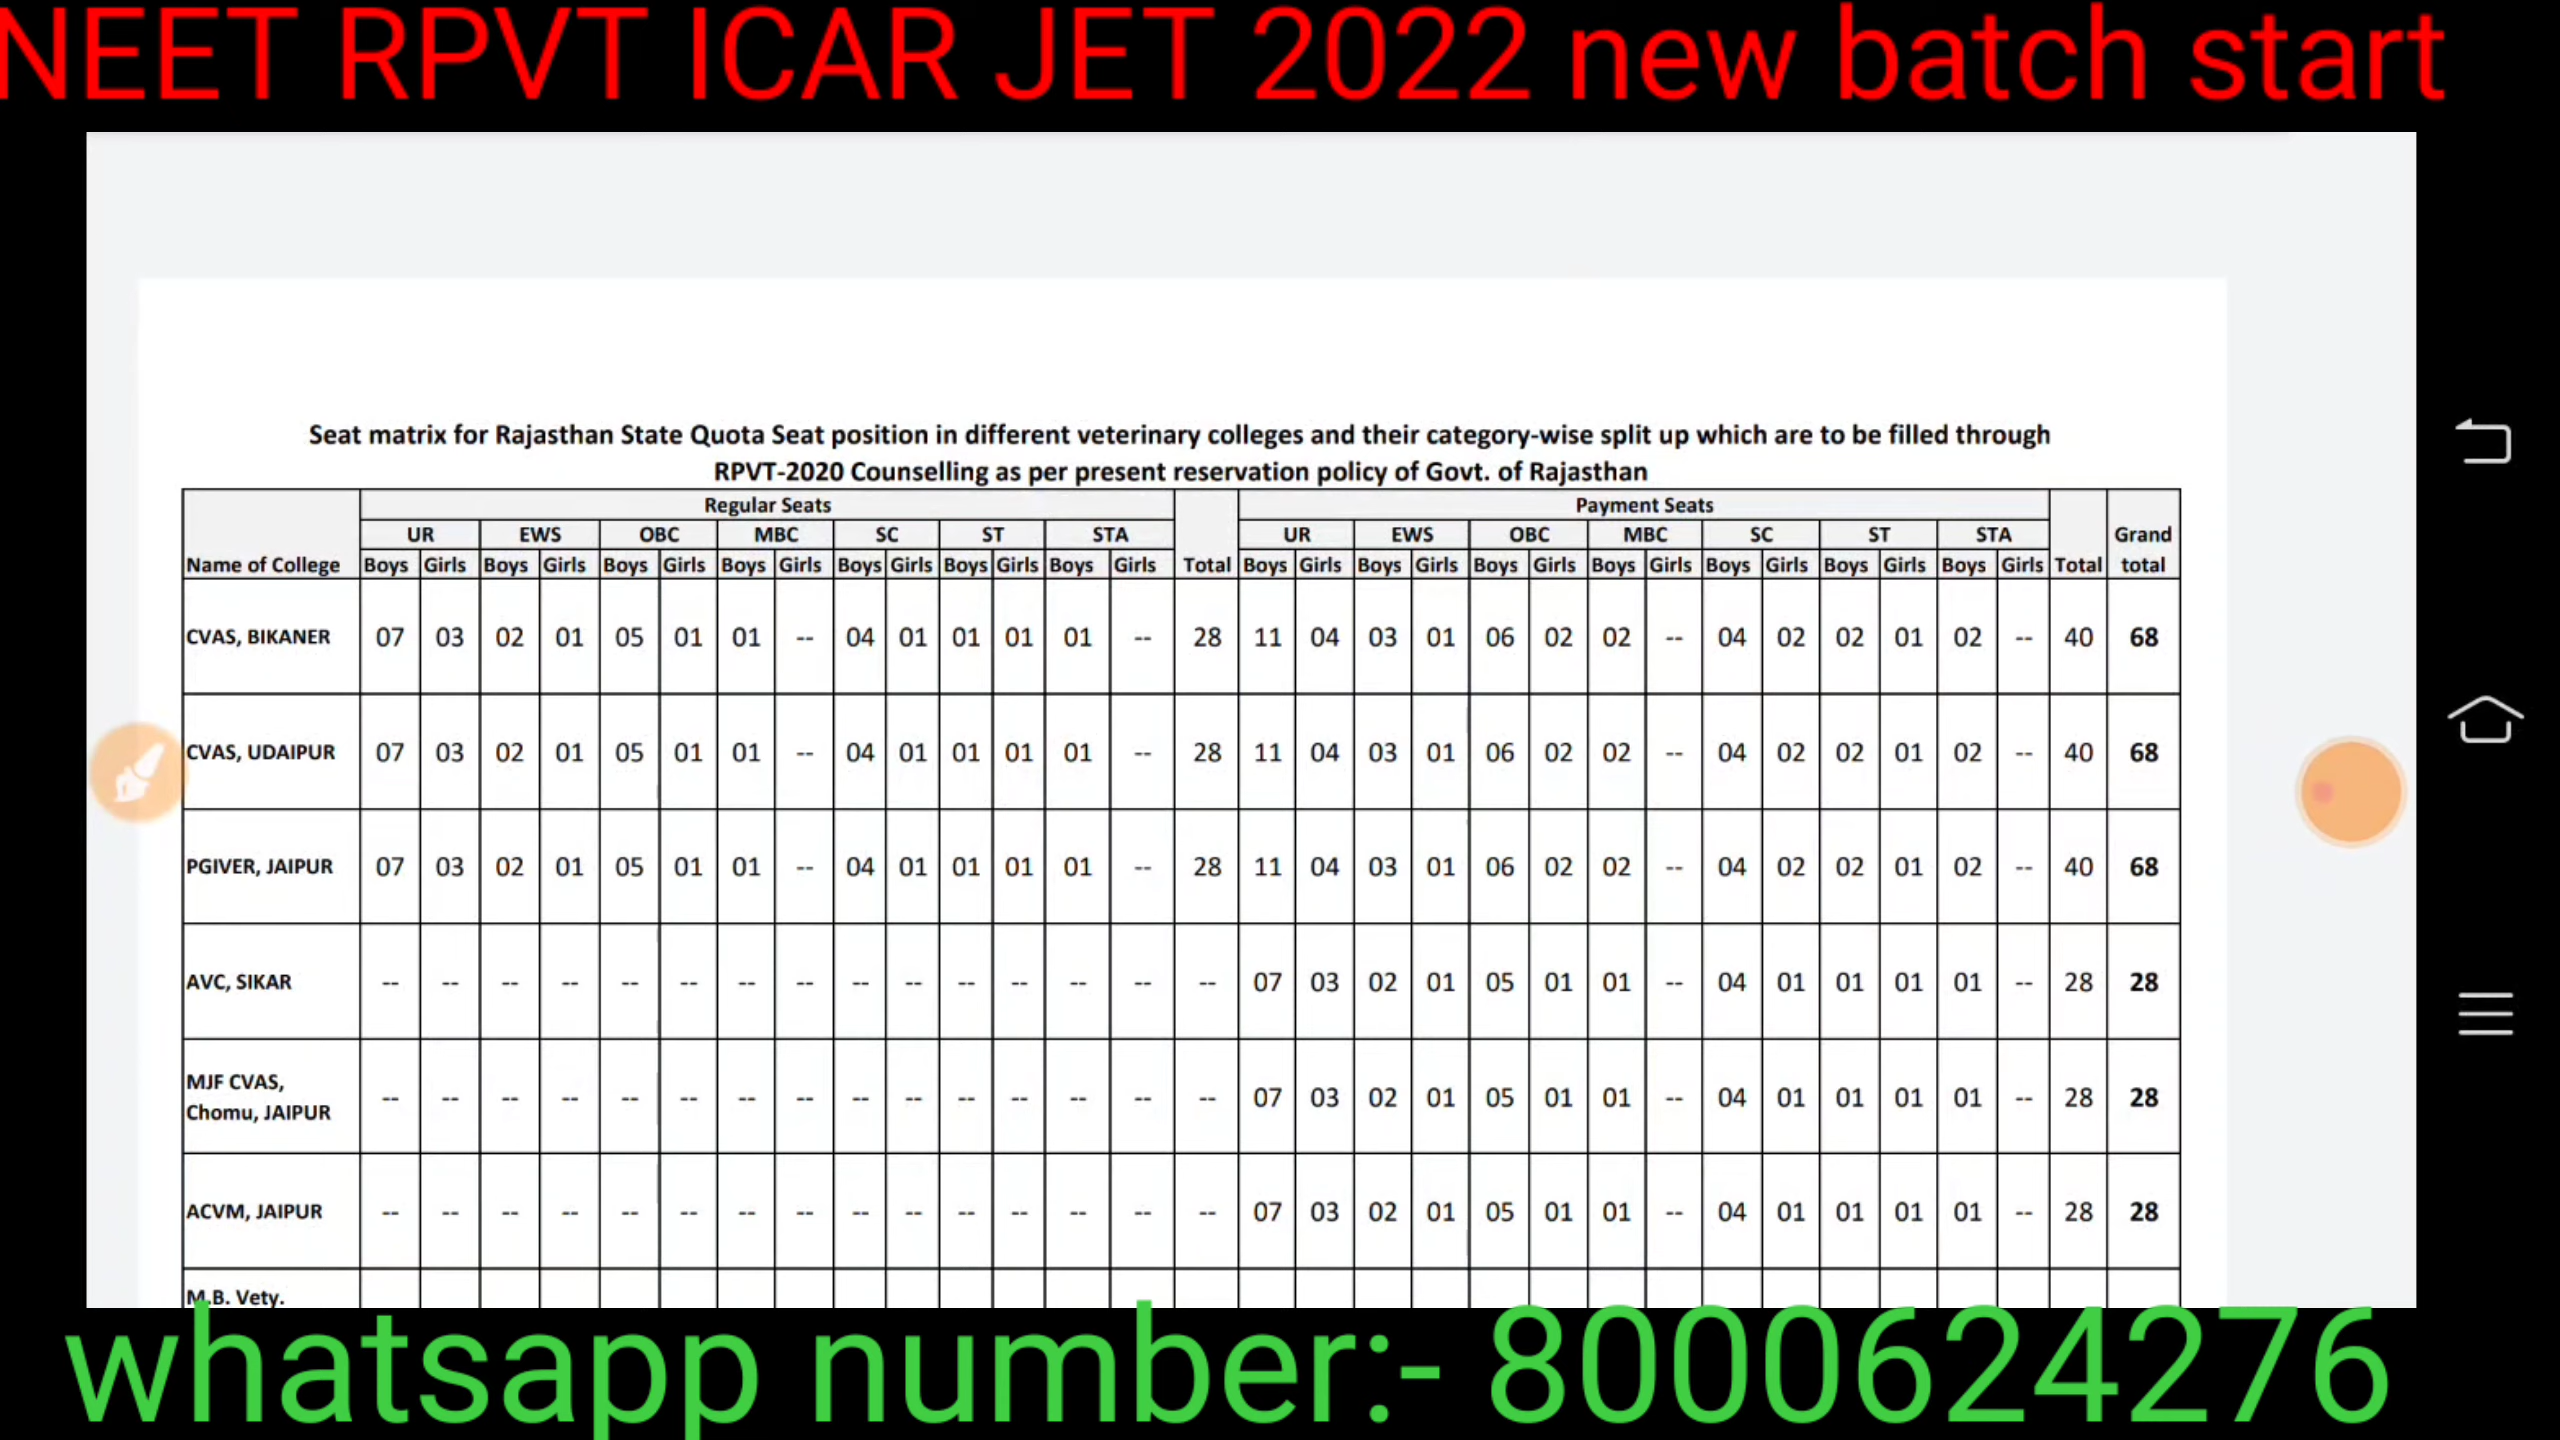 NEET RPVT ICAR JET 2022 new batch start
Seat matrix for Rajasthan State Quota Seat position in different veterinary colleges and their category-wise split up which are to be filled through
RPVT-2020 Counselling as per present reservation policy of Govt. of Rajasthan
Regular Seats Payment Seats
UR EWS OBC MBC SC ST STA UR EWS OBC MBC SC ST STA Grand
Name of College Boys Girls Boys Girls Boys Girls Boys Girls Boys Girls Boys Girls Boys Girls Total Boys Girls Boys Girls Boys Girls Boys Girls Boys Girls Boys Girls Boys Girls Total total
CVAS, BIKANER 07 03 02 01 05 01 01 -- 04 01 01 01 01 -- 28 11 04 03 01 06 02 02 -- 04 02 02 01 02 -- 40 68
CVAS, UDAIPUR 07 03 02 01 05 01 01 -- 04 01 01 01 01 -- 28 11 04 03 01 06 02 02 -- 04 02 02 01 02 -- 40 68
PGIVER, JAIPUR 07 03 02 01 05 01 01 -- 04 01 01 01 01 -- 28 11 04 03 01 06 02 02 -- 04 02 02 01 02 -- 40 68
AVC, SIKAR -- -- -- -- -- -- -- -- -- -- -- -- -- -- -- 07 03 02 01 05 01 01 -- 04 01 01 01 01 -- 28 28
MJF CVAS,
Chomu, JAIPUR -- -- -- -- -- -- -- -- -- -- -- -- -- -- -- 07 03 02 01 05 01 01 -- 04 01 01 01 01 -- 28 28
ACVM, JAIPUR -- -- -- -- -- -- -- -- -- -- -- -- -- -- -- 07 03 02 01 05 01 01 -- 04 01 01 01 01 -- 28 28
M.B. Vety.
whatsapp number:- 8000624276